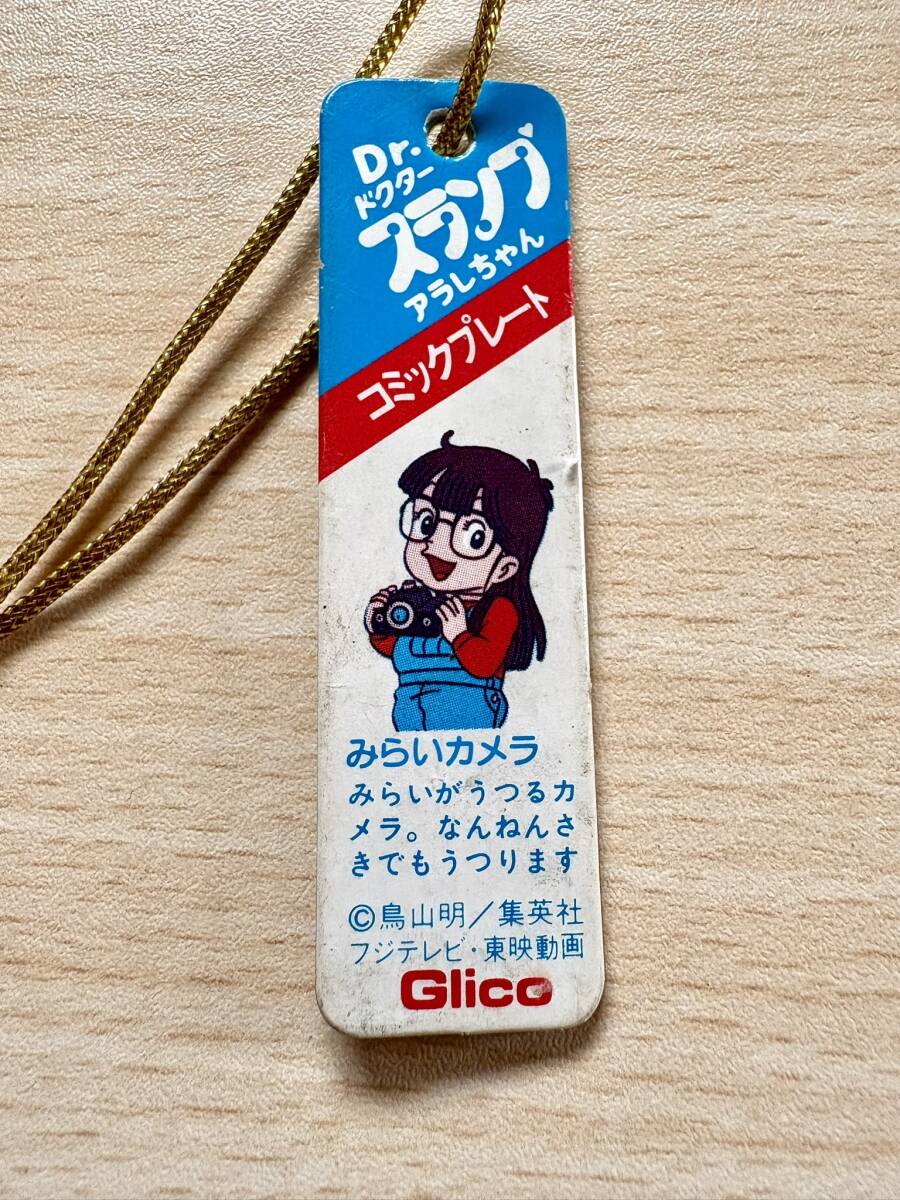 Dr.
ドクター
スランプ
アラレちゃん
コミックプレート
みらいカメラ
みらいがうつるカ
メラ。なんねんさ
きでもうつります
©鳥山明／集英社
フジテレビ・東映動画
Glico